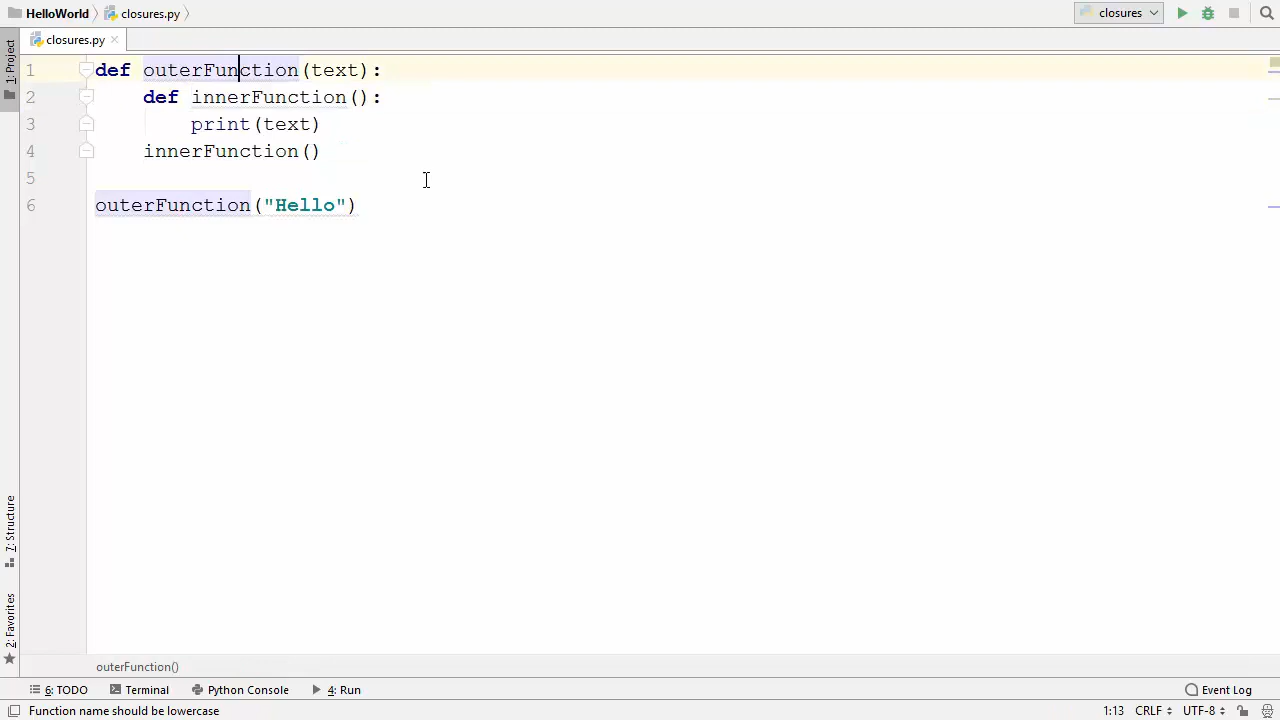 HelloWorld closures.py closures
closures.py
1: Project
1 def outerFunction(text):
2 def innerFunction():
3 print(text)
4 innerFunction()
5
6 outerFunction("Hello")
7: Structure
2: Favorites
outerFunction()
6: TODO Terminal Python Console 4: Run Event Log
Function name should be lowercase 1:13 CRLF UTF-8